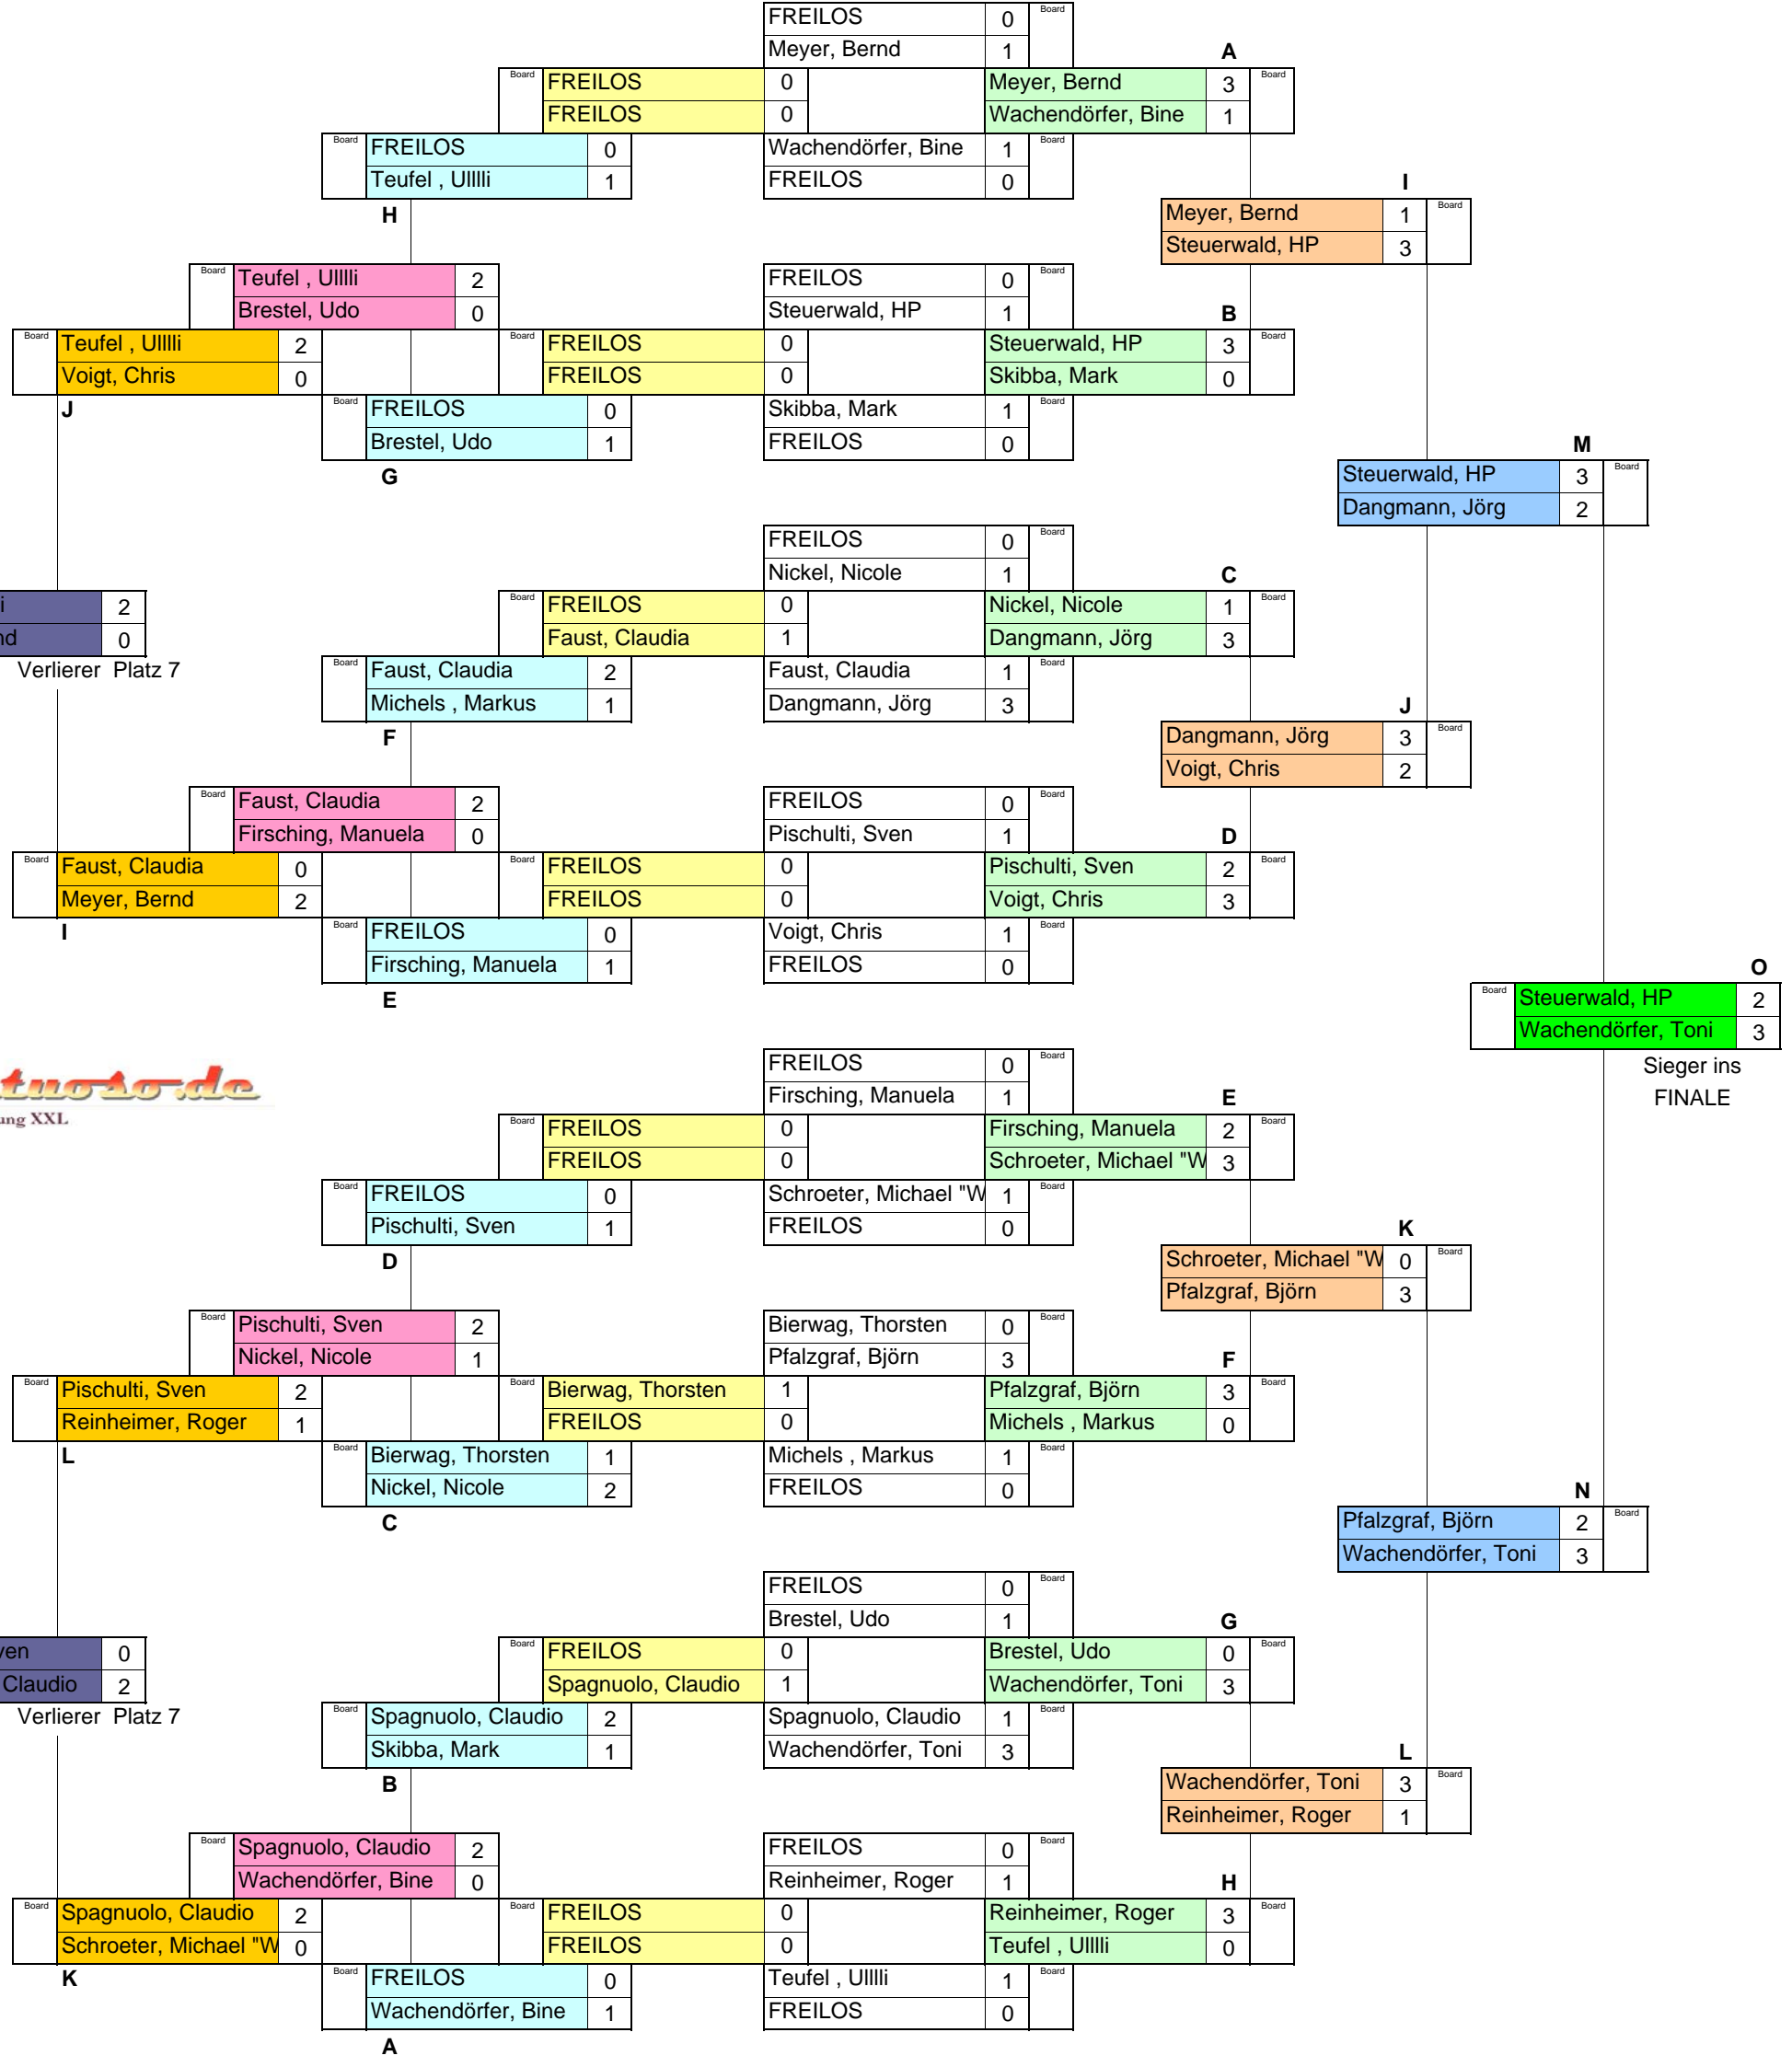 FREILOS 0 Board
Meyer, Bernd 1 A
Board FREILOS 0 Meyer, Bernd 3 Board
FREILOS 0 Wachendörfer, Bine 1
Board FREILOS 0 Wachendörfer, Bine 1 Board
Teufel , Ulllli 1 FREILOS 0 I
H Meyer, Bernd 1 Board
Steuerwald, HP 3
Board Teufel , Ulllli 2 FREILOS 0 Board
Brestel, Udo 0 Steuerwald, HP 1 B
Board Teufel , Ulllli 2 Board FREILOS 0 Steuerwald, HP 3 Board
Voigt, Chris 0 FREILOS 0 Skibba, Mark 0
J Board FREILOS 0 Skibba, Mark 1 Board
Brestel, Udo 1 FREILOS 0 M
G Steuerwald, HP 3 Board
Dangmann, Jörg 2
FREILOS 0 Board
Nickel, Nicole 1 C
i 2 Board FREILOS 0 Nickel, Nicole 1 Board
nd 0 Faust, Claudia 1 Dangmann, Jörg 3
Verlierer Platz 7 Board Faust, Claudia 2 Faust, Claudia 1 Board
Michels , Markus 1 Dangmann, Jörg 3 J
F Dangmann, Jörg 3 Board
Voigt, Chris 2
Board Faust, Claudia 2 FREILOS 0 Board
Firsching, Manuela 0 Pischulti, Sven 1 D
Board Faust, Claudia 0 Board FREILOS 0 Pischulti, Sven 2 Board
Meyer, Bernd 2 FREILOS 0 Voigt, Chris 3
I Board FREILOS 0 Voigt, Chris 1 Board
Firsching, Manuela 1 FREILOS 0 O
E Board Steuerwald, HP 2
Wachendörfer, Toni 3
FREILOS 0 Board Sieger ins
tuoso.de Firsching, Manuela 1 E FINALE
ung XXL Board FREILOS 0 Firsching, Manuela 2 Board
FREILOS 0 Schroeter, Michael "W 3
Board FREILOS 0 Schroeter, Michael "W 1 Board
Pischulti, Sven 1 FREILOS 0 K
D Schroeter, Michael "W 0 Board
Pfalzgraf, Björn 3
Board Pischulti, Sven 2 Bierwag, Thorsten 0 Board
Nickel, Nicole 1 Pfalzgraf, Björn 3 F
Board Pischulti, Sven 2 Board Bierwag, Thorsten 1 Pfalzgraf, Björn 3 Board
Reinheimer, Roger 1 FREILOS 0 Michels , Markus 0
L Board Bierwag, Thorsten 1 Michels , Markus 1 Board
Nickel, Nicole 2 FREILOS 0 N
C Pfalzgraf, Björn 2 Board
Wachendörfer, Toni 3
FREILOS 0 Board
Brestel, Udo 1 G
ven 0 Board FREILOS 0 Brestel, Udo 0 Board
Claudio 2 Spagnuolo, Claudio 1 Wachendörfer, Toni 3
Verlierer Platz 7 Board Spagnuolo, Claudio 2 Spagnuolo, Claudio 1 Board
Skibba, Mark 1 Wachendörfer, Toni 3 L
B Wachendörfer, Toni 3 Board
Reinheimer, Roger 1
Board Spagnuolo, Claudio 2 FREILOS 0 Board
Wachendörfer, Bine 0 Reinheimer, Roger 1 H
Board Spagnuolo, Claudio 2 Board FREILOS 0 Reinheimer, Roger 3 Board
Schroeter, Michael "W 0 FREILOS 0 Teufel , Ulllli 0
K Board FREILOS 0 Teufel , Ulllli 1 Board
Wachendörfer, Bine 1 FREILOS 0
A